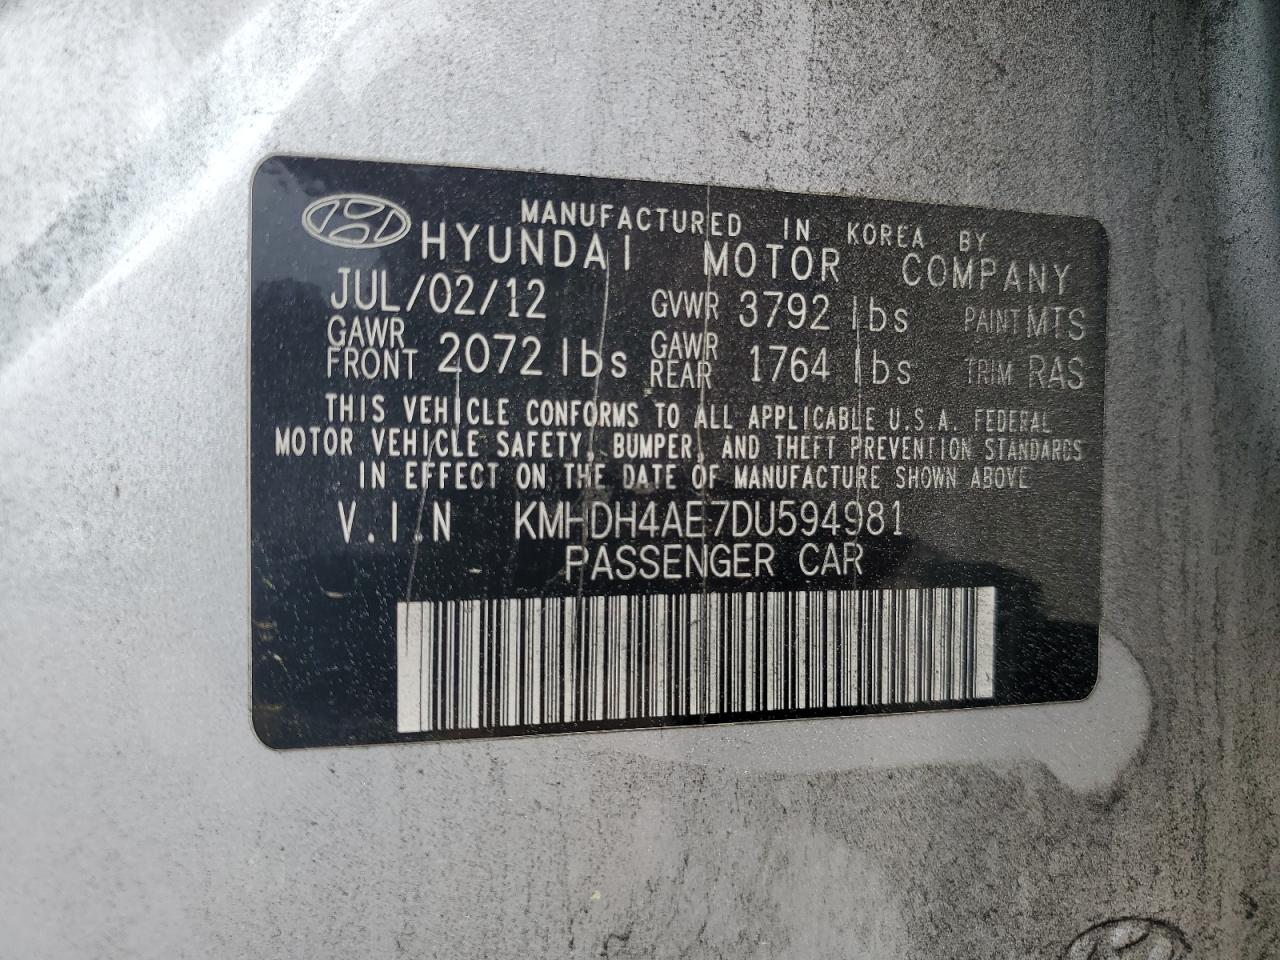 MANUFACTURED IN KOREA BY
HYUNDAI MOTOR COMPANY
JUL/02/12 GVWR 3792 lbs PAINT MTS
GAWR FRONT 2072 lbs GAWR REAR 1764 lbs TRIM RAS
THIS VEHICLE CONFORMS TO ALL APPLICABLE U.S.A. FEDERAL
MOTOR VEHICLE SAFETY, BUMPER, AND THEFT PREVENTION STANDARDS
IN EFFECT ON THE DATE OF MANUFACTURE SHOWN ABOVE
V.I.N KMHDH4AE7DU594981
PASSENGER CAR